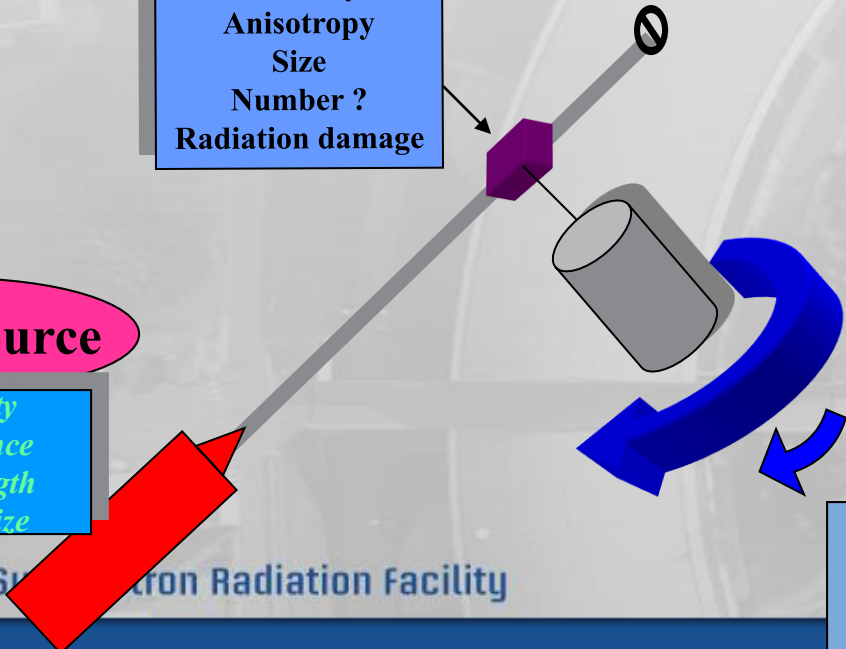 Anisotropy
Size
Number ?
Radiation damage
urce
ty
nce
gth
ize
tron Radiation Facility